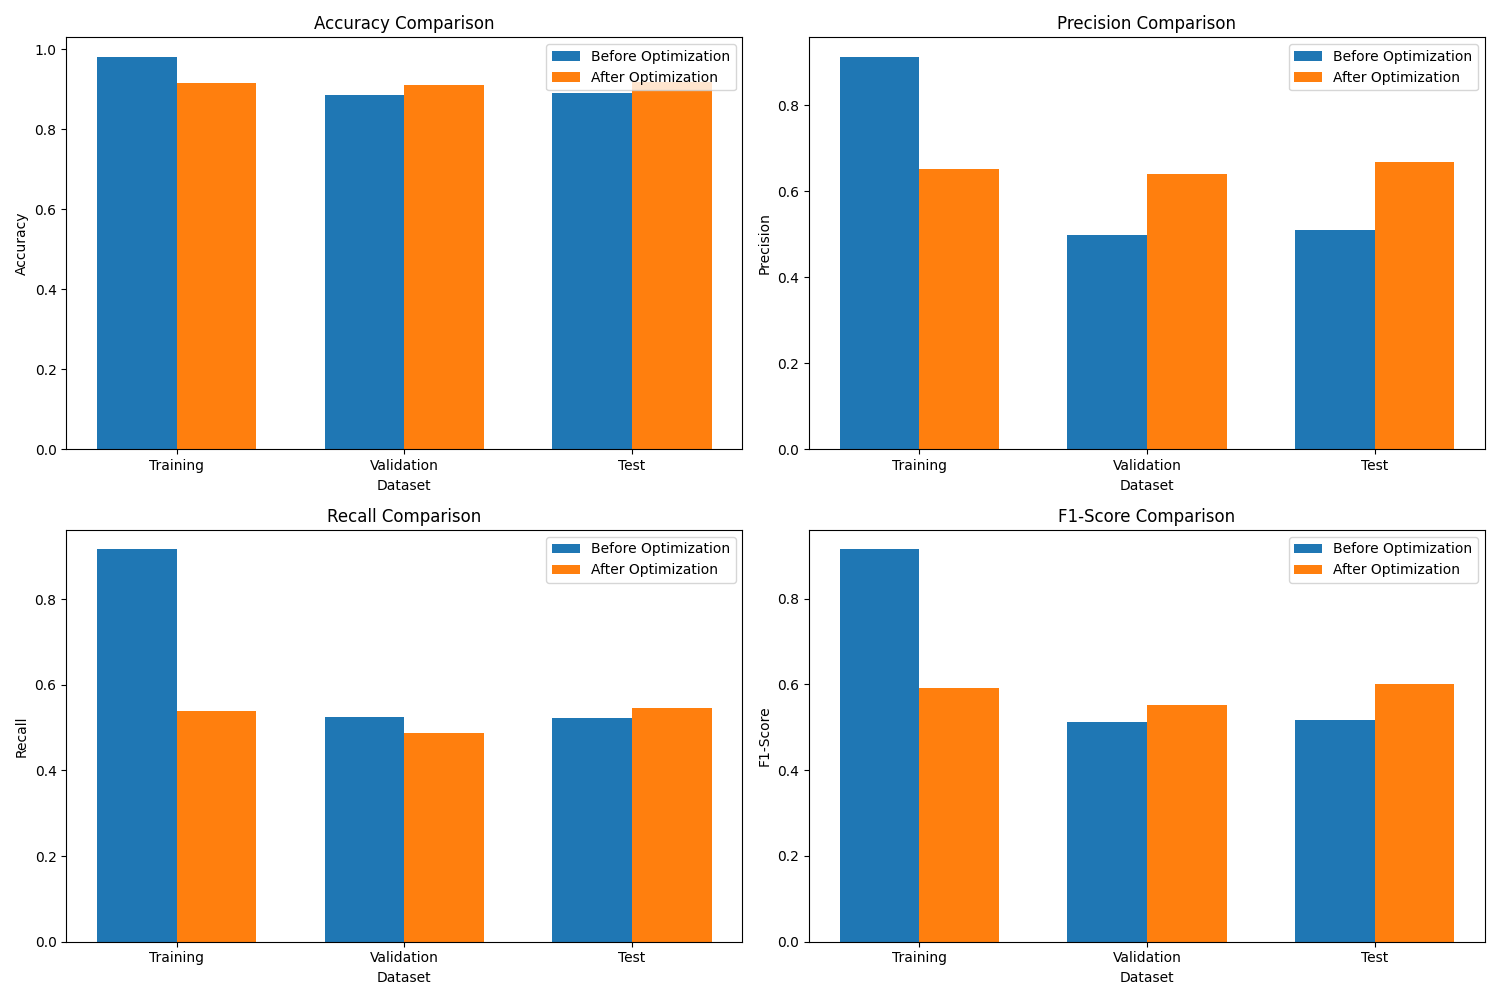 Accuracy Comparison
1.0
0.8
0.6
0.4
0.2
0.0
Accuracy
Before Optimization
After Optimization
Training
Validation
Test
Dataset
Precision Comparison
0.8
0.6
0.4
0.2
0.0
Precision
Before Optimization
After Optimization
Training
Validation
Test
Dataset
Recall Comparison
0.8
0.6
0.4
0.2
0.0
Recall
Before Optimization
After Optimization
Training
Validation
Test
Dataset
F1-Score Comparison
0.8
0.6
0.4
0.2
0.0
F1-Score
Before Optimization
After Optimization
Training
Validation
Test
Dataset